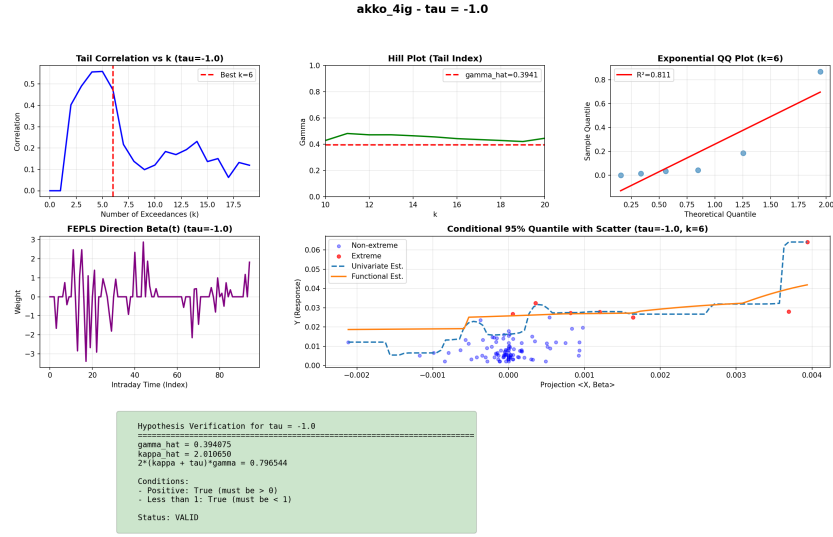 akko_4ig - tau = -1.0
Tail Correlation vs k (tau=-1.0)
Correlation
0.5
0.4
0.3
0.2
0.1
0.0
Best k=6
0.0 2.5 5.0 7.5 10.0 12.5 15.0 17.5
Number of Exceedances (k)
Hill Plot (Tail Index)
Gamma
1.0
0.8
0.6
0.4
0.2
0.0
gamma_hat=0.3941
10 12 14 16 18 20
k
Exponential QQ Plot (k=6)
Sample Quantile
0.8
0.6
0.4
0.2
0.0
R²=0.811
0.25 0.50 0.75 1.00 1.25 1.50 1.75 2.00
Theoretical Quantile
FEPLS Direction Beta(t) (tau=-1.0)
Weight
3
2
1
0
−1
−2
−3
0 20 40 60 80
Intraday Time (Index)
Conditional 95% Quantile with Scatter (tau=-1.0, k=6)
Y (Response)
0.06
0.05
0.04
0.03
0.02
0.01
0.00
Non-extreme
Extreme
Univariate Est.
Functional Est.
−0.002 −0.001 0.000 0.001 0.002 0.003 0.004
Projection <X, Beta>
Hypothesis Verification for tau = -1.0
======================================================================
gamma_hat = 0.394075
kappa_hat = 2.010650
2*(kappa + tau)*gamma = 0.796544
Conditions:
- Positive: True (must be > 0)
- Less than 1: True (must be < 1)
Status: VALID